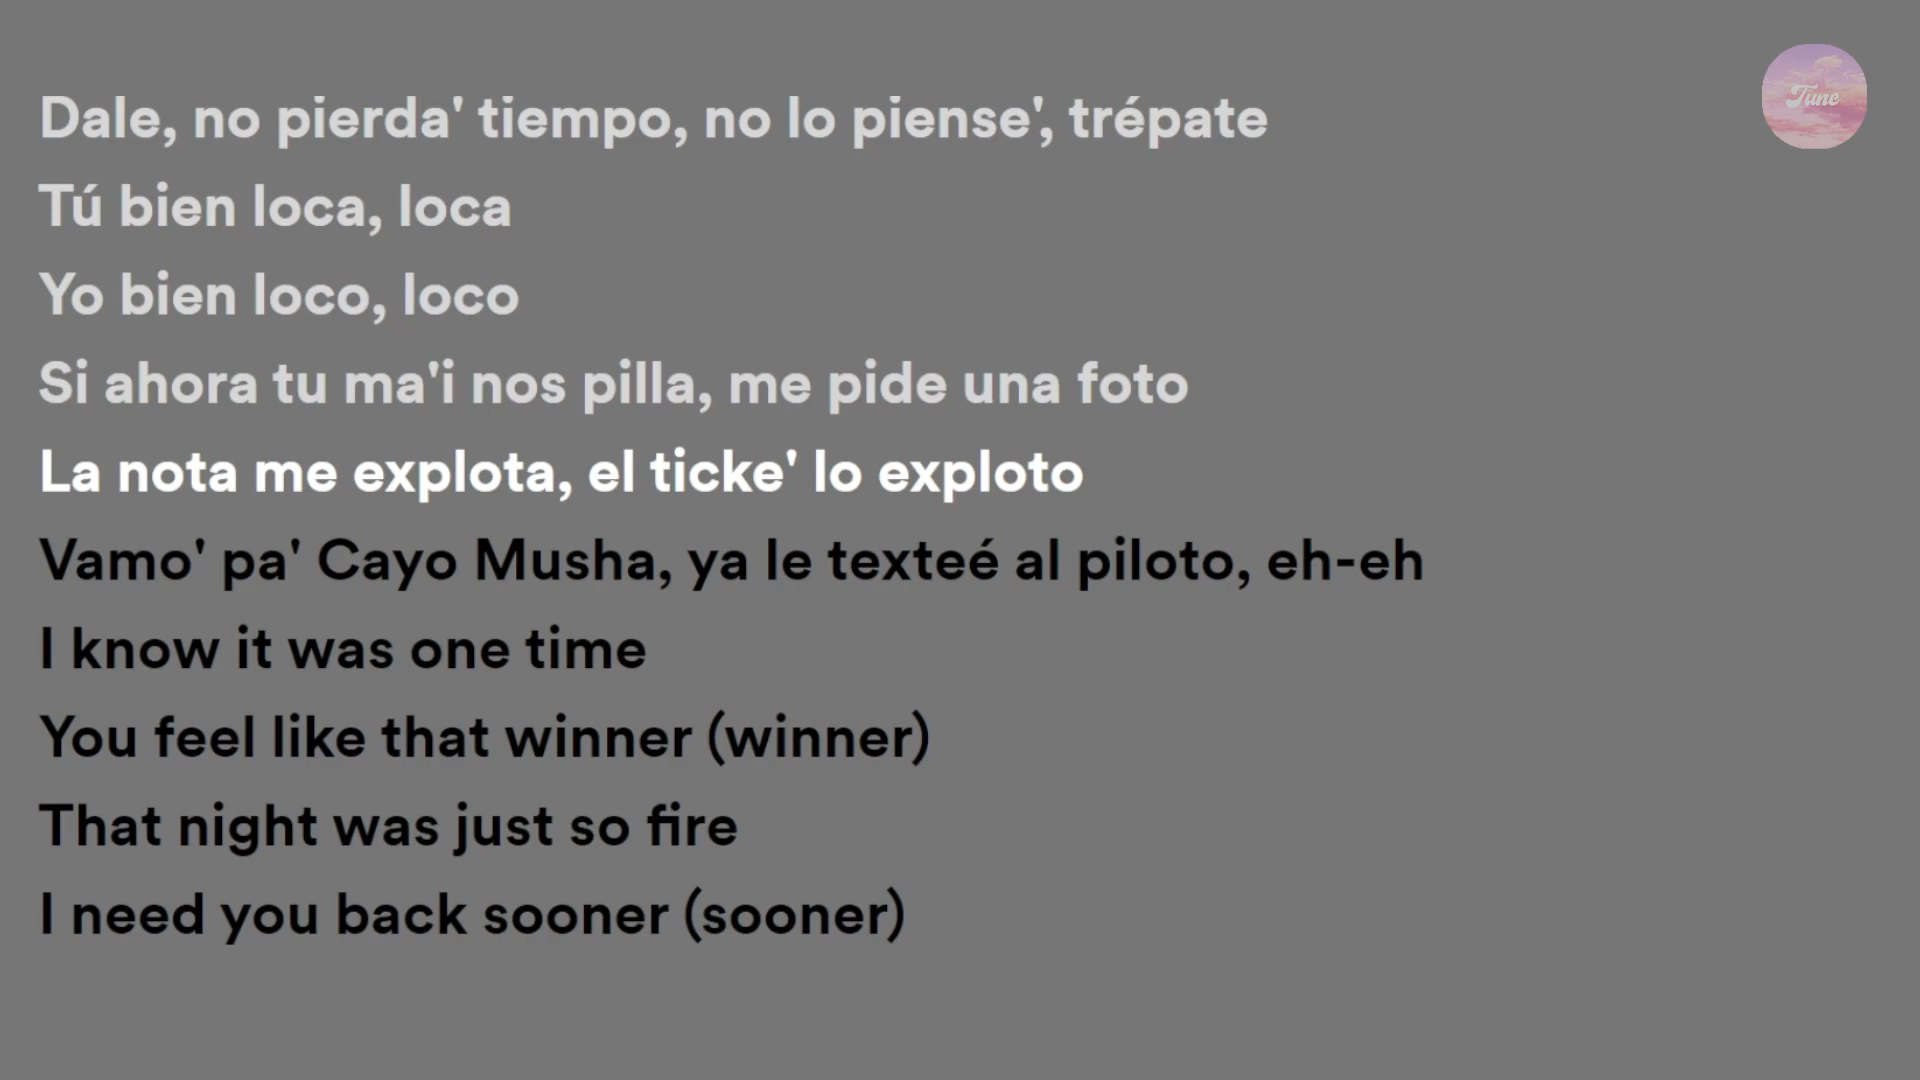 Dale, no pierda' tiempo, no lo piense', trépate
Tú bien loca, loca
Yo bien loco, loco
Si ahora tu ma'i nos pilla, me pide una foto
La nota me explota, el ticke' lo exploto
Vamo' pa' Cayo Musha, ya le texteé al piloto, eh-eh
I know it was one time
You feel like that winner (winner)
That night was just so fire
I need you back sooner (sooner)
Tune